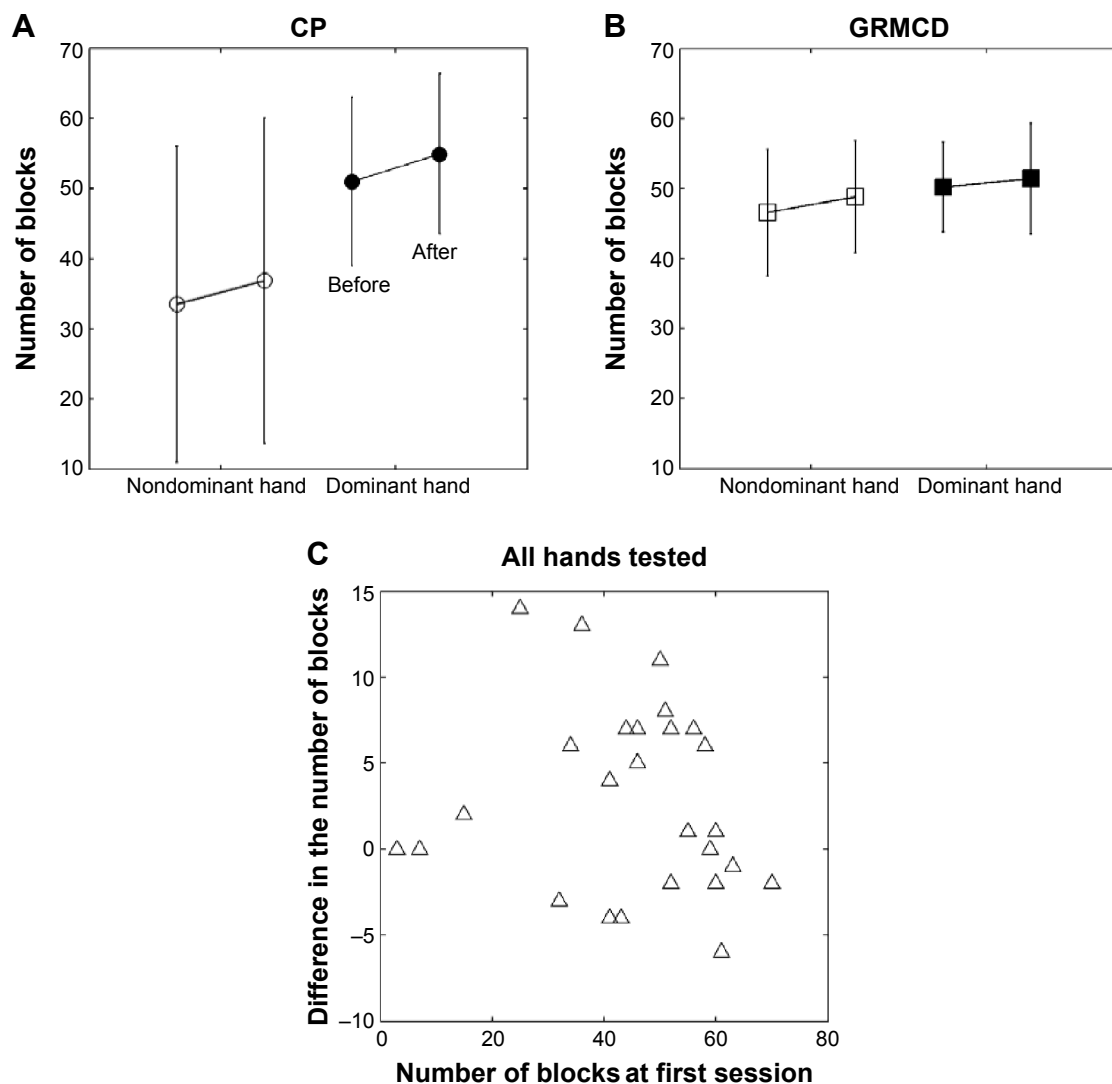 A
CP
70
60
50
40
30
20
10
Number of blocks
Before
After
Nondominant hand
Dominant hand
B
GRMCD
70
60
50
40
30
20
10
Number of blocks
Nondominant hand
Dominant hand
C
All hands tested
15
10
5
0
–5
–10
Difference in the number of blocks
0
20
40
60
80
Number of blocks at first session